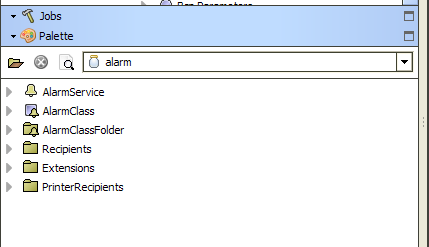 Jobs
Palette
alarm
AlarmService
AlarmClass
AlarmClassFolder
Recipients
Extensions
PrinterRecipients